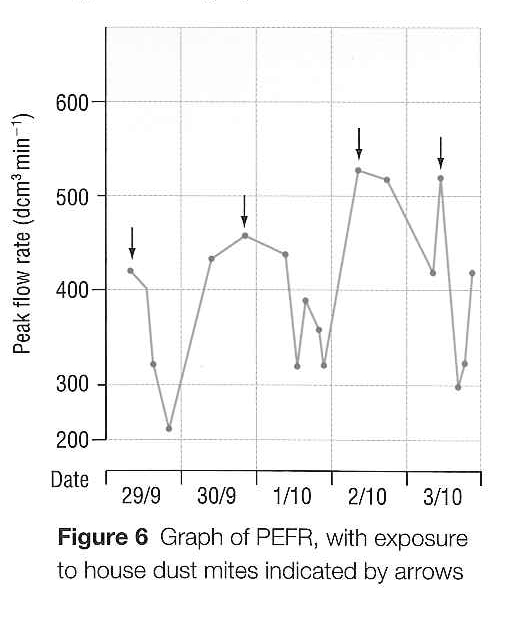 Peak flow rate (dcm³ min⁻¹)
600
500
400
300
200
Date
29/9 30/9 1/10 2/10 3/10
Figure 6 Graph of PEFR, with exposure
to house dust mites indicated by arrows